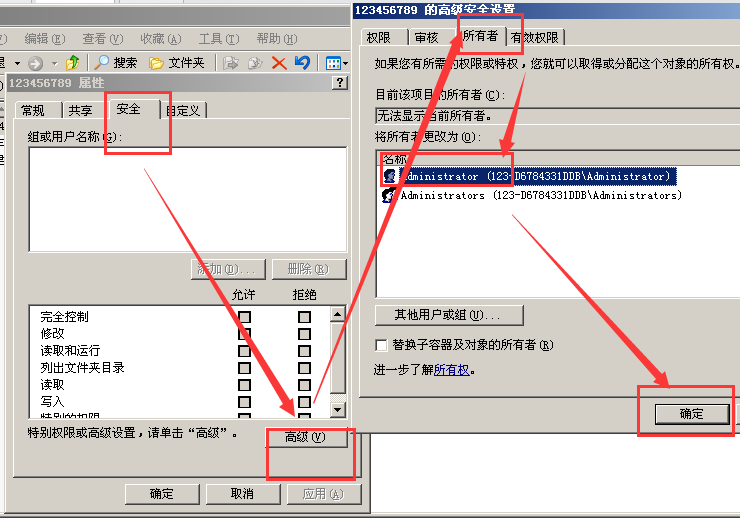 编辑(E) 查看(V) 收藏(A) 工具(T) 帮助(H)
搜索 文件夹
123456789 属性
常规 共享 安全 自定义
组或用户名称(G):
添加(D)... 删除(R)
允许 拒绝
完全控制
修改
读取和运行
列出文件夹目录
读取
写入
特别的权限
特别权限或高级设置,请单击“高级”。
高级(V)
确定 取消 应用(A)
123456789 的高级安全设置
权限 审核 所有者 有效权限
如果您有所需的权限或特权,您就可以取得或分配这个对象的所有权。
目前该项目的所有者(C):
无法显示当前所有者。
将所有者更改为(O):
名称
Administrator (123-D6784331DDB\Administrator)
Administrators (123-D6784331DDB\Administrators)
其他用户或组(U)...
替换子容器及对象的所有者(R)
进一步了解所有权。
确定